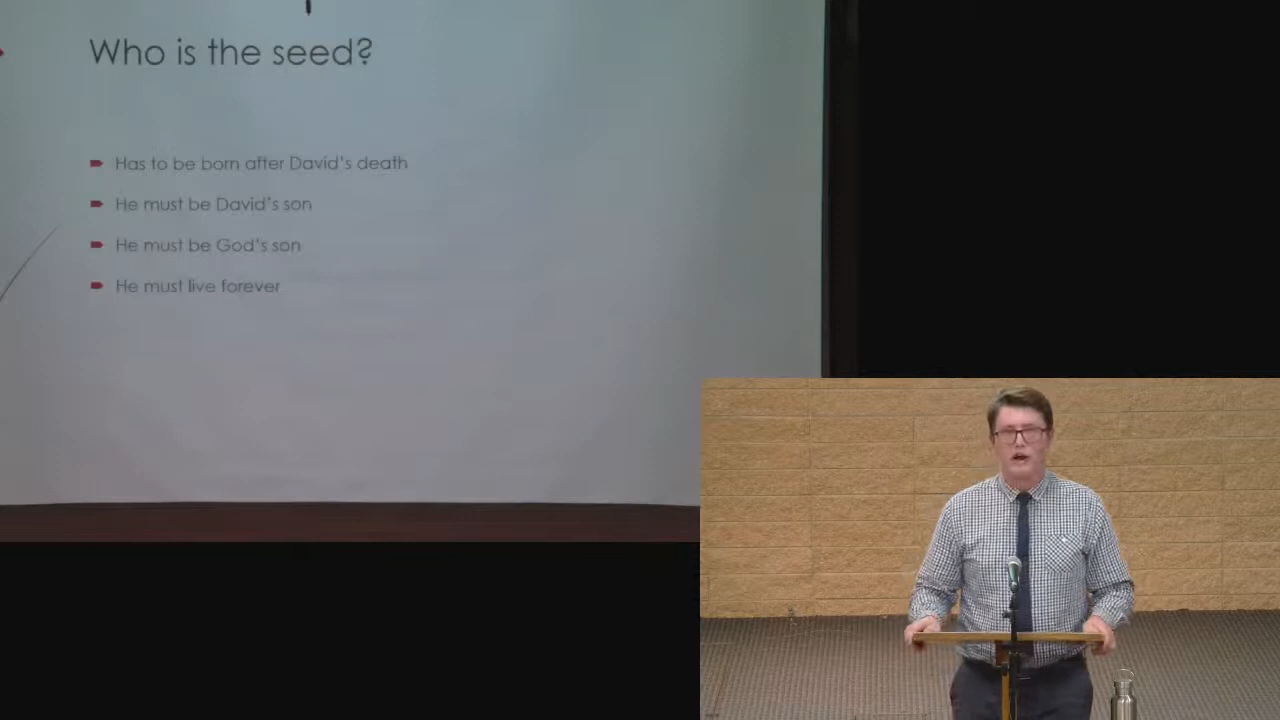 Who is the seed?
Has to be born after David's death
He must be David's son
He must be God's son
He must live forever